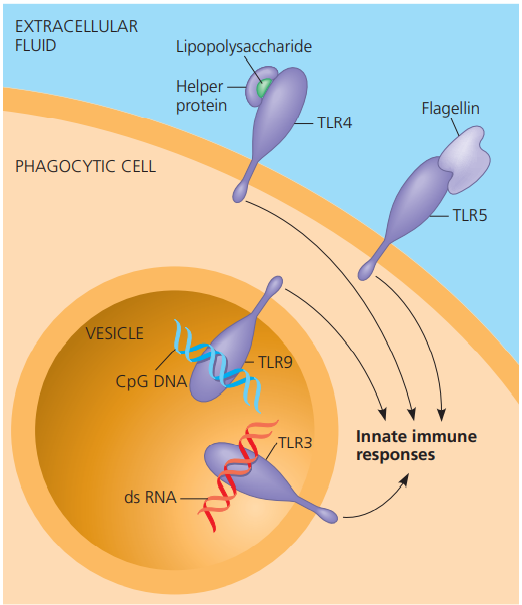 EXTRACELLULAR
FLUID
Lipopolysaccharide
Helper
protein
TLR4
Flagellin
PHAGOCYTIC CELL
TLR5
VESICLE
TLR9
CpG DNA
TLR3
Innate immune
responses
ds RNA